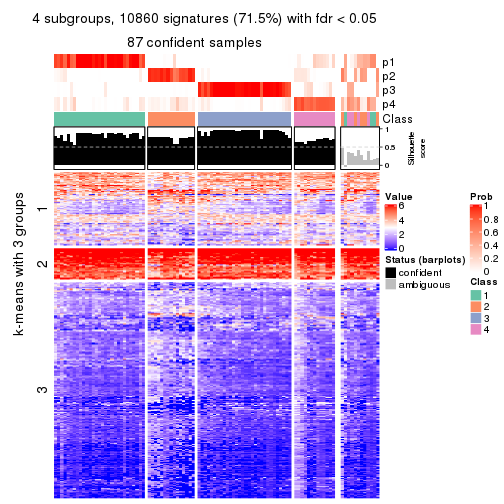 4 subgroups, 10860 signatures (71.5%) with fdr < 0.05
87 confident samples
p1
p2
p3
p4
Class
1
0.5
0
Silhouette
score
k-means with 3 groups
1
2
3
Value
6
4
2
0
Status (barplots)
confident
ambiguous
Prob
1
0.8
0.6
0.4
0.2
0
Class
1
2
3
4